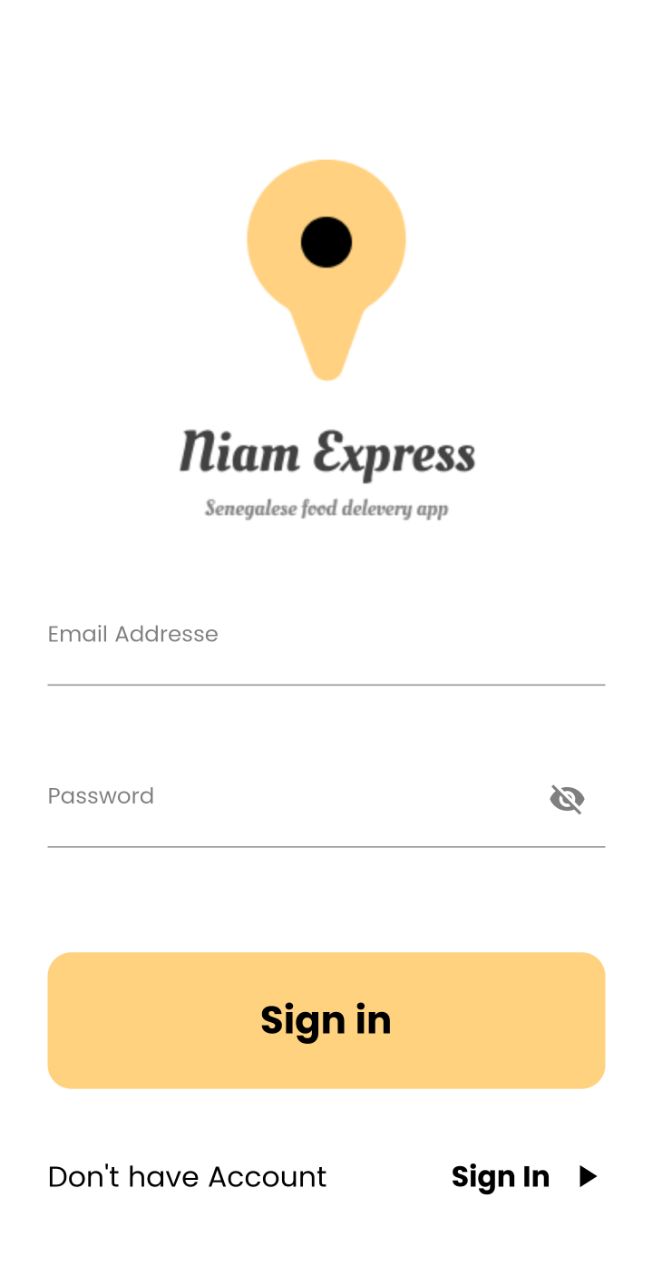 Niam Express
Senegalese food delevery app
Email Addresse
Password
Sign in
Don't have Account Sign In